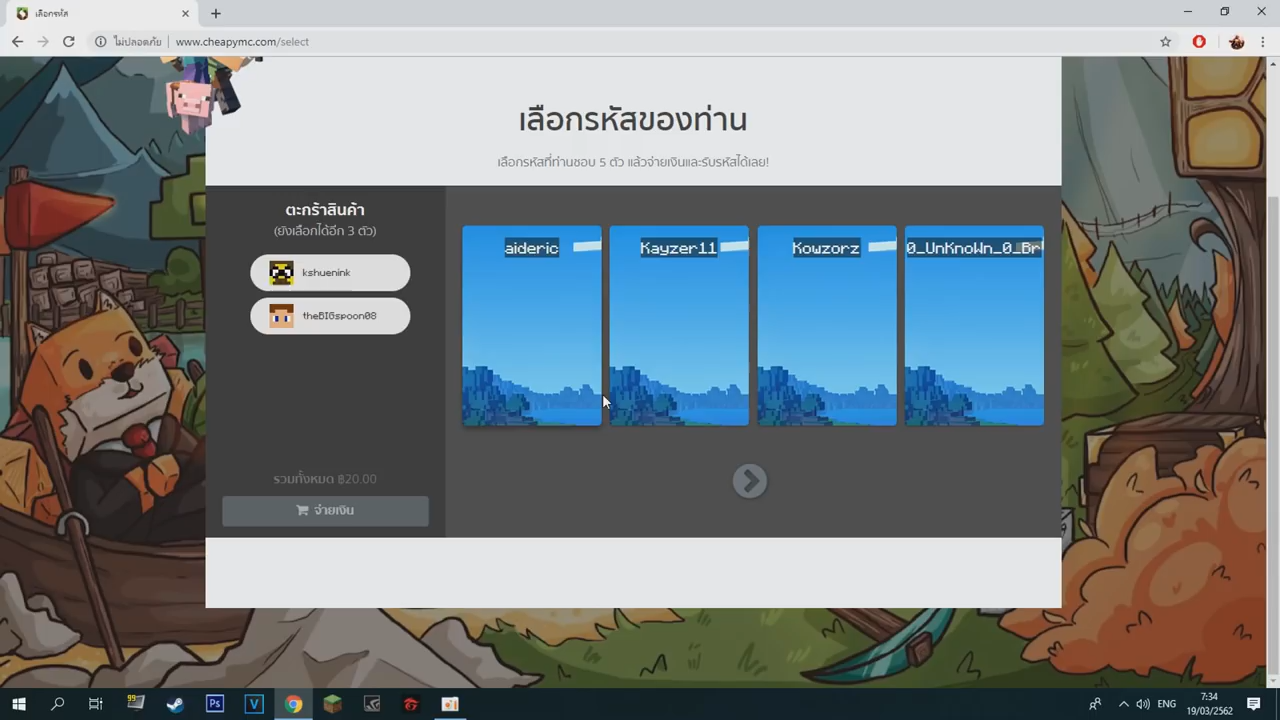 เลือกรหัส
ไม่ปลอดภัย
www.cheapymc.com/select
เลือกรหัสของท่าน
เลือกรหัสที่ท่านชอบ 5 ตัว แล้วจ่ายเงินและรับรหัสได้เลย!
ตะกร้าสินค้า
(ยังเลือกได้อีก 3 ตัว)
kshuenink
theBIGspoon08
รวมทั้งหมด ฿20.00
จ่ายเงิน
aideric
Kayzer11
Kowzorz
0_UnKnoWn_0_Br
99
Ps
V
ENG
7:34
19/03/2562